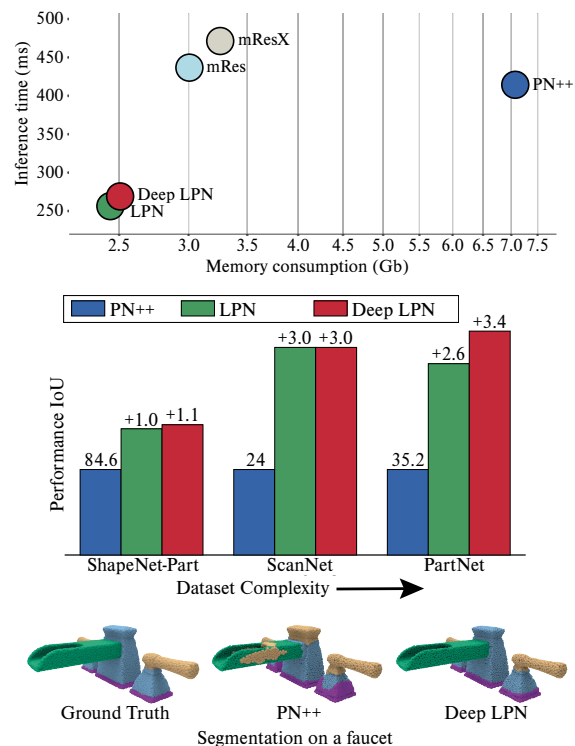 500
450
400
350
300
250
Inference time (ms)
mResX
mRes
PN++
Deep LPN
LPN
2.5 3.0 3.5 4.0 4.5 5.0 5.5 6.0 6.5 7.0 7.5
Memory consumption (Gb)
PN++ LPN Deep LPN
Performance IoU
84.6 +1.0 +1.1
24 +3.0 +3.0
35.2 +2.6 +3.4
ShapeNet-Part ScanNet PartNet
Dataset Complexity
Ground Truth PN++ Deep LPN
Segmentation on a faucet